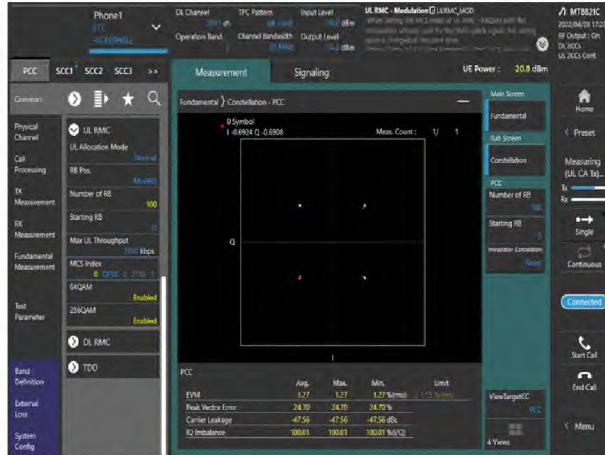 Phone1
DL Channel
TPC Pattern
Input Level
dBm
Operation Band
Channel Bandwidth
Output Level
dBm
UL RMC - Modulation
MT8821C
2022/04/20
RF Output : On
DL 2CCs
UL 2CCs Cent.
PCC
SCC1
SCC2
SCC3
>>
Measurement
Signaling
UE Power : 20.8 dBm
Common
Physical Channel
Call Processing
TX Measurement
RX Measurement
Fundamental Measurement
Test Parameter
Band Definition
External Loss
System Config
UL RMC
UL Allocation Mode
Normal
RB Pos.
Number of RB
100
Starting RB
0
Max UL Throughput
kbps
MCS Index
0 QPSK
64QAM
Enabled
256QAM
Enabled
DL RMC
TDD
Fundamental > Constellation - PCC
0 Symbol
I -0.6924 Q -0.6908
Meas. Count : 1/ 1
Q
I
PCC
Avg. Max. Min. Limit
EVM 1.27 1.27 1.27 %(rms)
Peak Vector Error 24.70 24.70 24.70 %
Carrier Leakage -47.56 -47.56 -47.56 dBc
IQ Imbalance 100.01 100.01 100.01 %(I/Q)
Main Screen
Fundamental
Sub Screen
Constellation
PCC
Number of RB
100
Starting RB
0
None
ViewTargetCC
PCC
4 Views
Home
< Preset
Measuring
(UL CA Tx)...
Tx
Rx
Single
Continuous
Connected
Start Call
End Call
< Menu